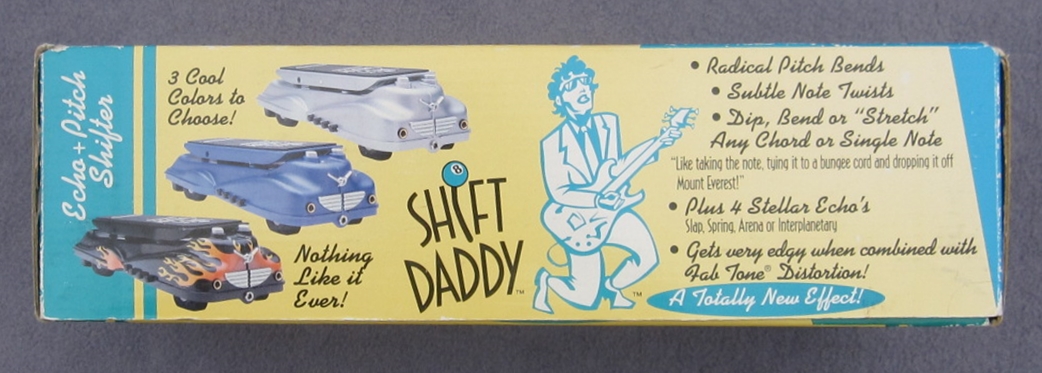 Echo+Pitch
Shifter
3 Cool
Colors to
Choose!
Nothing
Like it
Ever!
8
SHIFT
DADDY™
• Radical Pitch Bends
• Subtle Note Twists
• Dip, Bend or "Stretch"
Any Chord or Single Note
"Like taking the note, tying it to a bungee cord and dropping it off
Mount Everest!"
• Plus 4 Stellar Echo's
Slap, Spring, Arena or Interplanetary
• Gets very edgy when combined with
Fab Tone® Distortion!
™
A Totally New Effect!